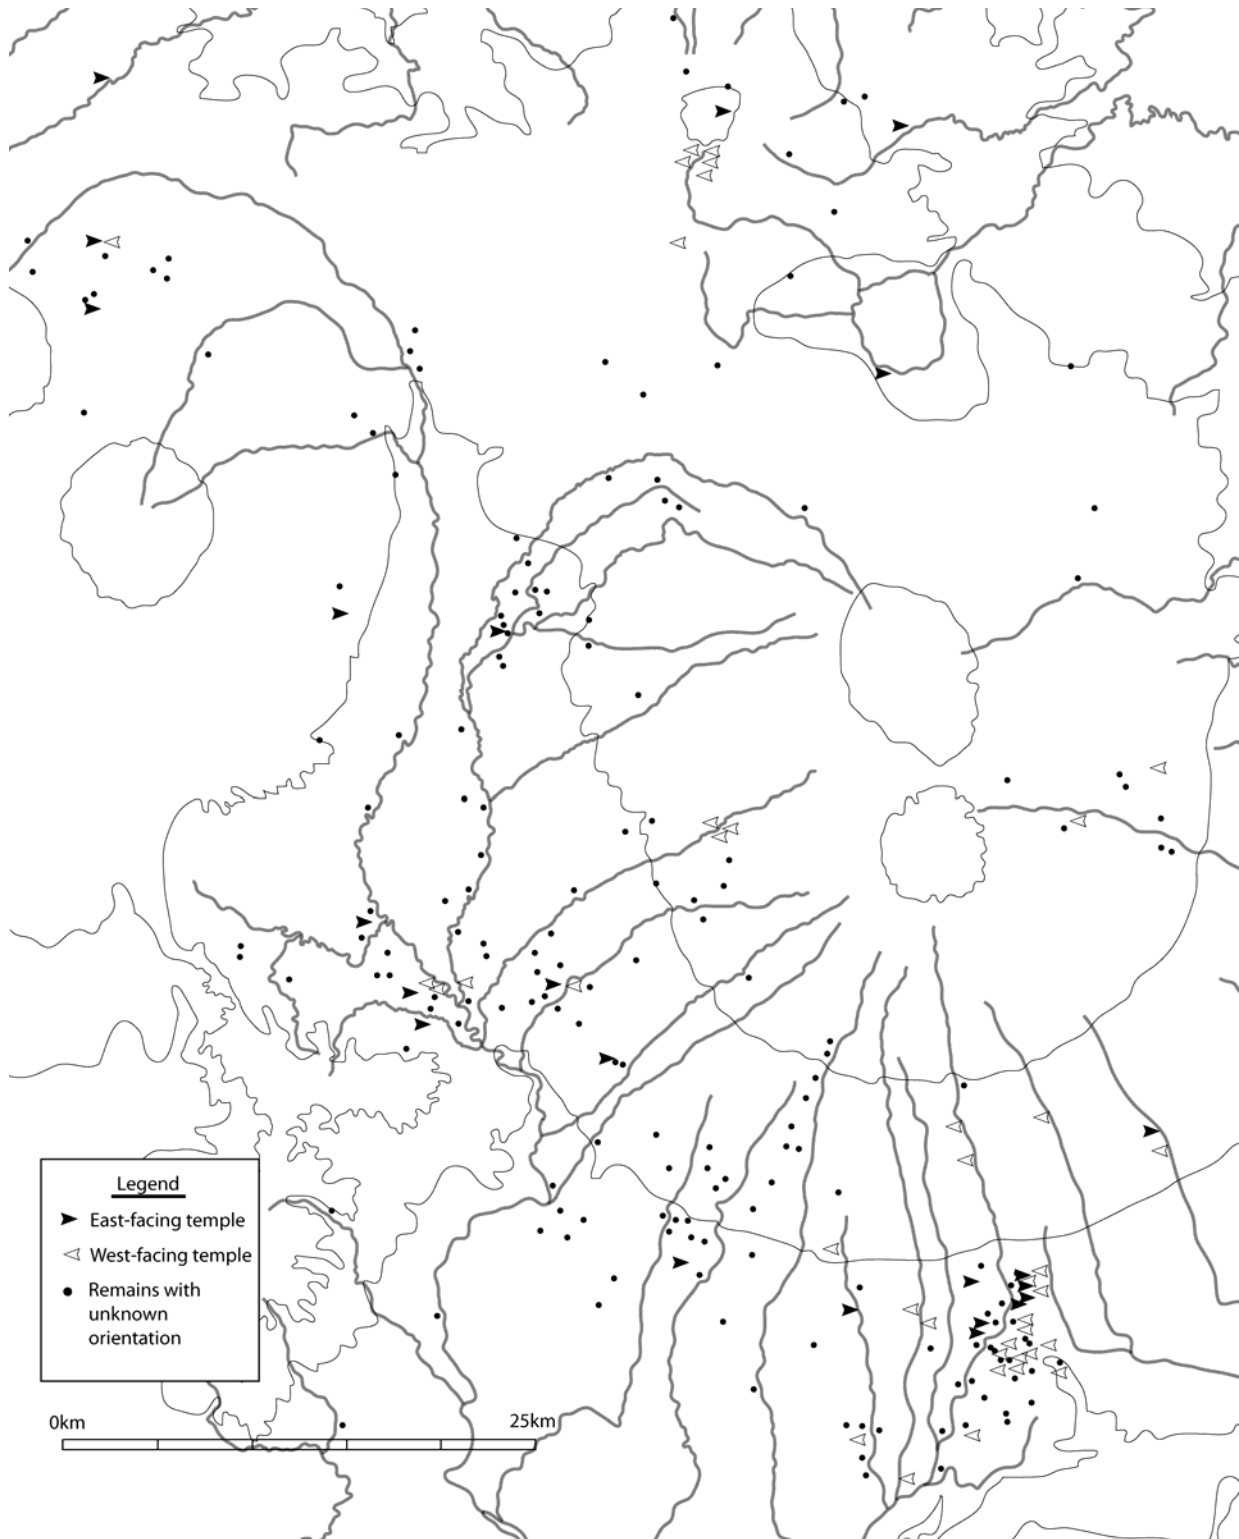 Legend
East-facing temple
West-facing temple
Remains with
unknown
orientation
0km
25km